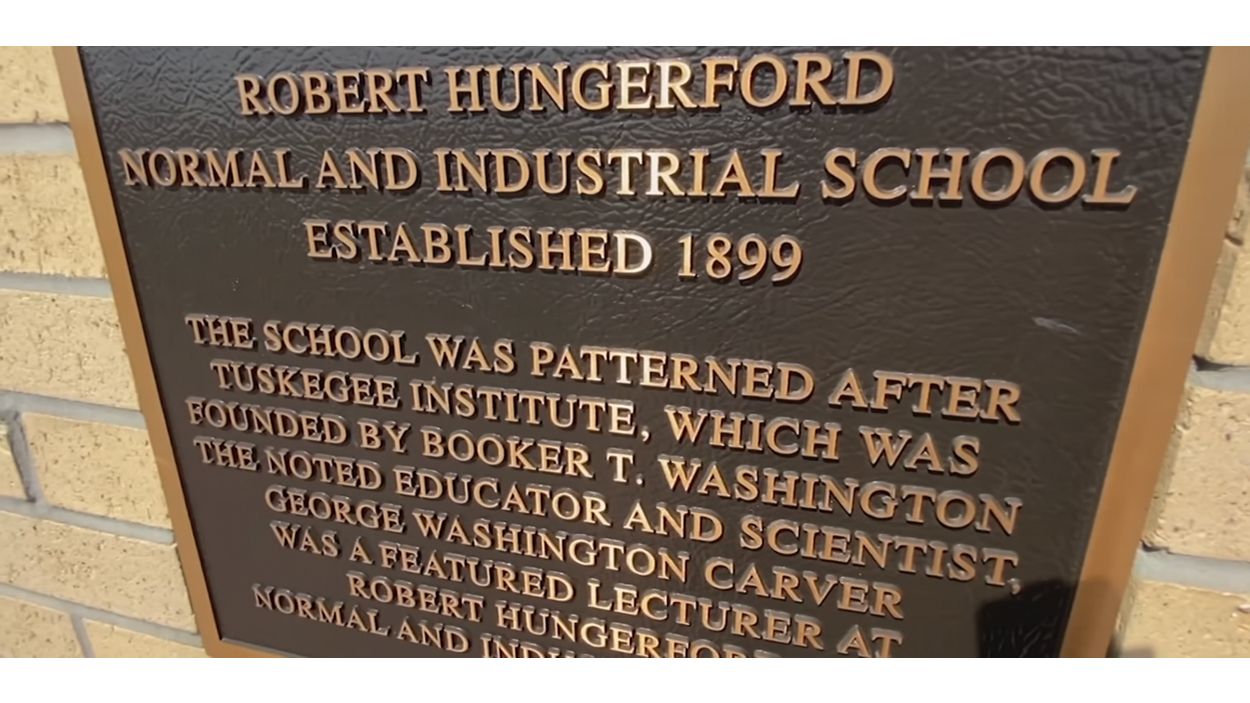 ROBERT HUNGERFORD
NORMAL AND INDUSTRIAL SCHOOL
ESTABLISHED 1899
THE SCHOOL WAS PATTERNED AFTER
TUSKEGEE INSTITUTE, WHICH WAS
FOUNDED BY BOOKER T. WASHINGTON
THE NOTED EDUCATOR AND SCIENTIST,
GEORGE WASHINGTON CARVER
WAS A FEATURED LECTURER AT
ROBERT HUNGERFORD
NORMAL AND